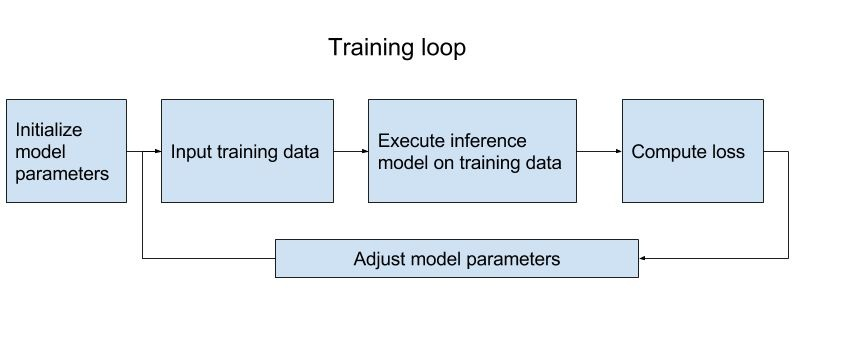 Training loop
Initialize
model
parameters
Input training data
Execute inference
model on training data
Compute loss
Adjust model parameters